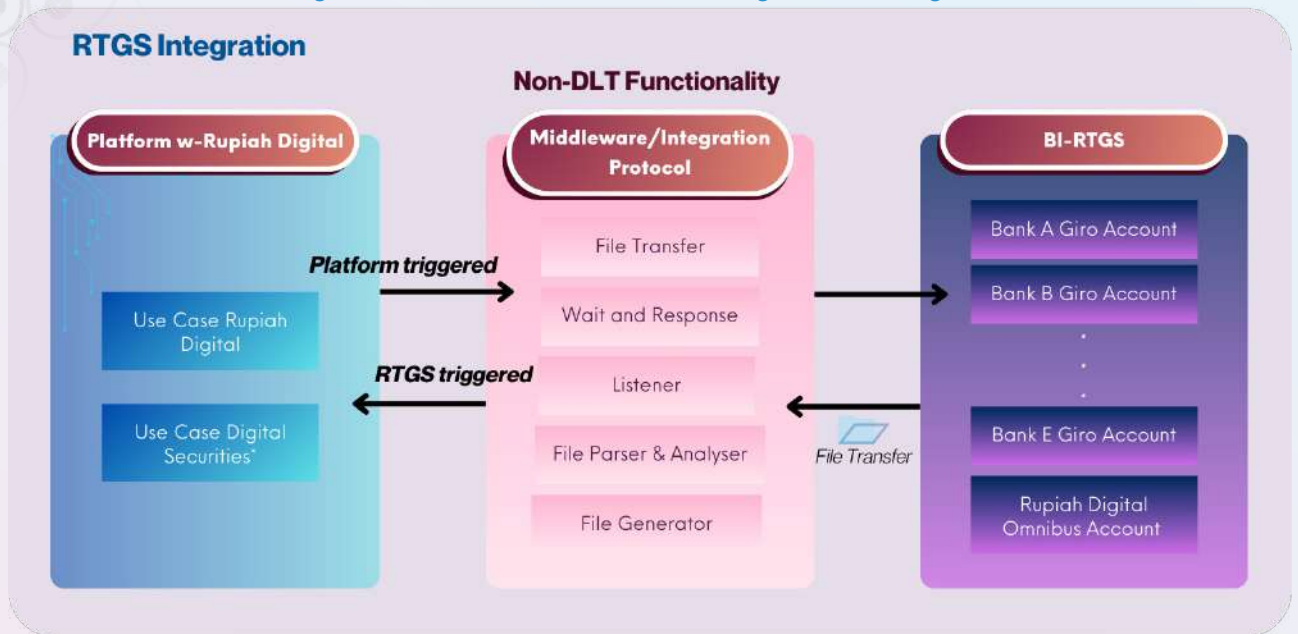 RTGS Integration
Non-DLT Functionality
Platform w-Rupiah Digital
Use Case Rupiah
Digital
Use Case Digital
Securities*
Platform triggered
RTGS triggered
Middleware/Integration
Protocol
File Transfer
Wait and Response
Listener
File Parser & Analyser
File Generator
File Transfer
BI-RTGS
Bank A Giro Account
Bank B Giro Account
.
.
.
Bank E Giro Account
Rupiah Digital
Omnibus Account